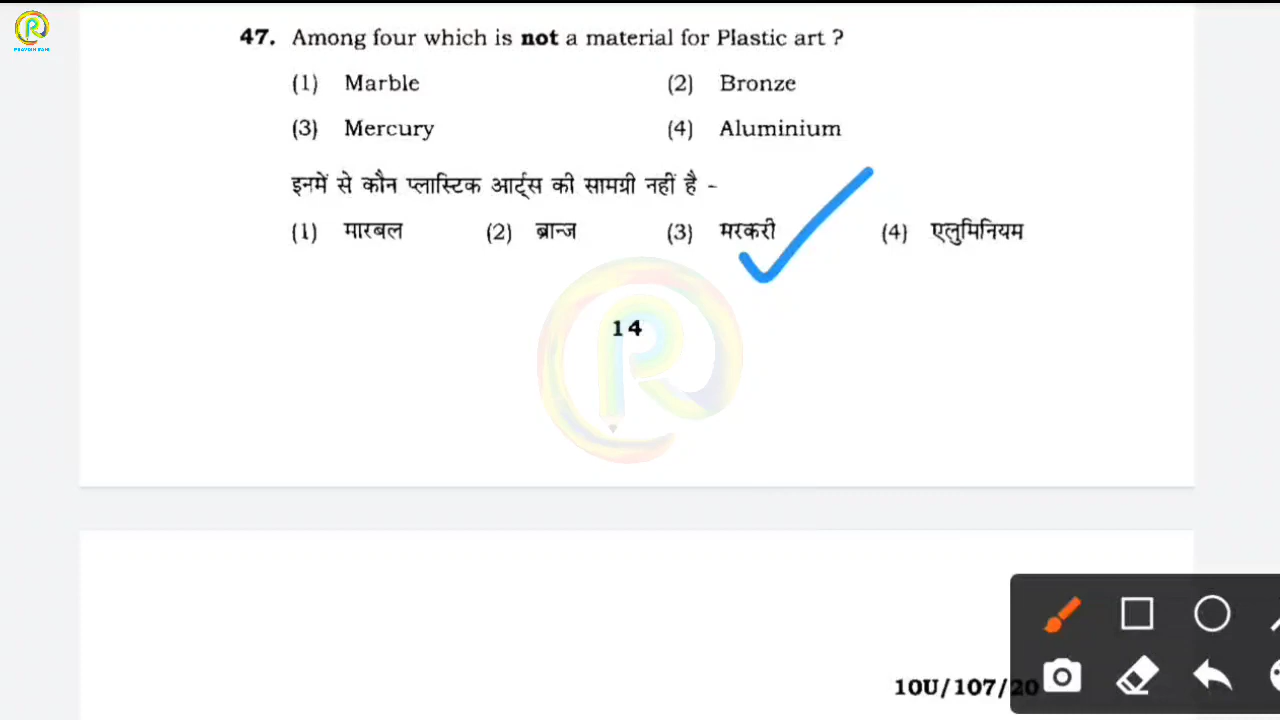 47. Among four which is not a material for Plastic art ?
(1) Marble (2) Bronze
(3) Mercury (4) Aluminium
इनमें से कौन प्लास्टिक आर्ट्स की सामग्री नहीं है -
(1) मारबल (2) ब्रान्ज (3) मरकरी (4) एलुमिनियम
14
10U/107/20